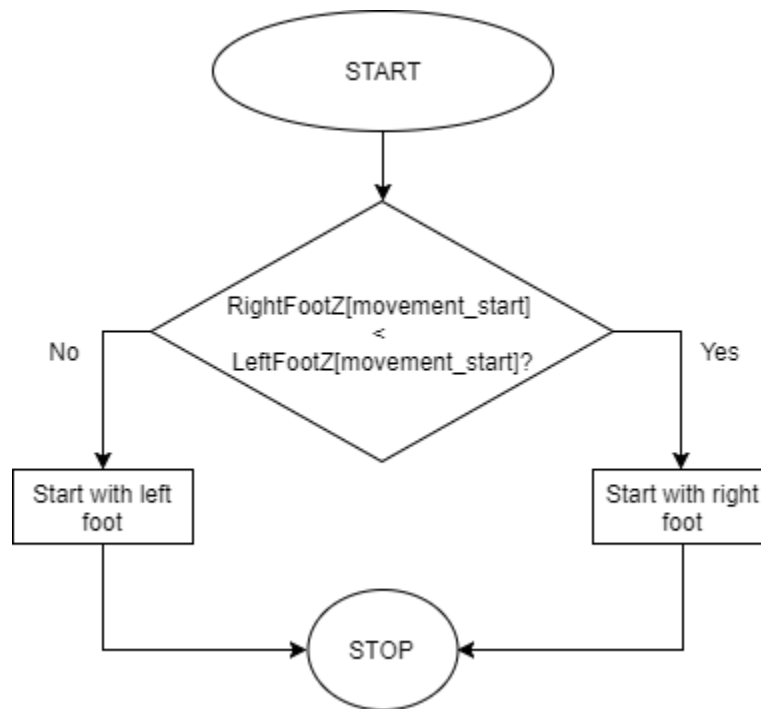 START
RightFootZ[movement_start]
<
LeftFootZ[movement_start]?
No
Yes
Start with left
foot
Start with right
foot
STOP